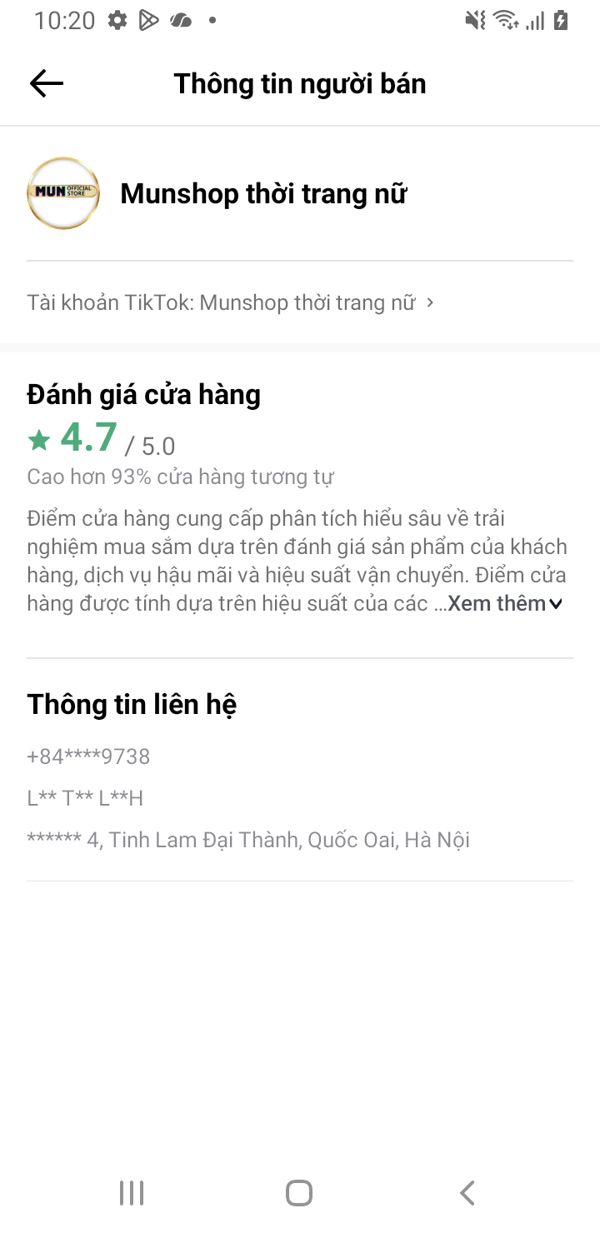 10:20
Thông tin người bán
MUN OFFICIAL STORE
Munshop thời trang nữ
Tài khoản TikTok: Munshop thời trang nữ
Đánh giá cửa hàng
4.7 / 5.0
Cao hơn 93% cửa hàng tương tự
Điểm cửa hàng cung cấp phân tích hiểu sâu về trải
nghiệm mua sắm dựa trên đánh giá sản phẩm của khách
hàng, dịch vụ hậu mãi và hiệu suất vận chuyển. Điểm cửa
hàng được tính dựa trên hiệu suất của các ...Xem thêm
Thông tin liên hệ
+84****9738
L** T** L**H
****** 4, Tinh Lam Đại Thành, Quốc Oai, Hà Nội